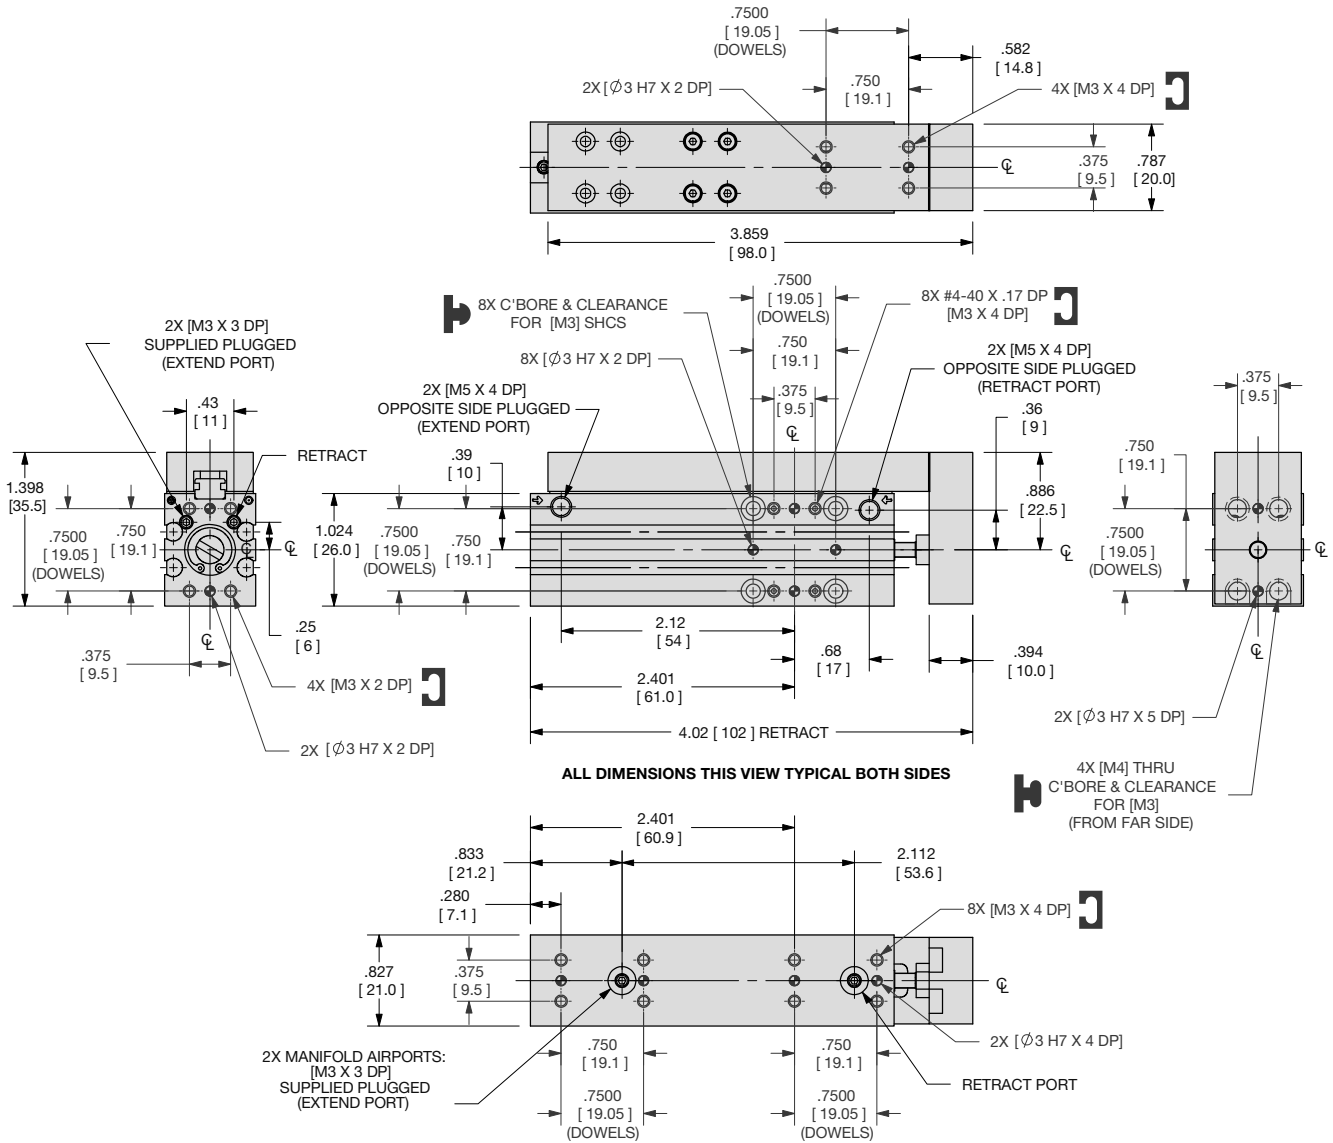 .7500
[ 19.05 ]
(DOWELS)
.582
[ 14.8 ]
2X [∅3 H7 X 2 DP]
.750
[ 19.1 ]
4X [M3 X 4 DP]
.375
[ 9.5 ]
.787
[ 20.0]
℄
3.859
[ 98.0 ]
8X C'BORE & CLEARANCE
FOR [M3] SHCS
.7500
[ 19.05 ]
(DOWELS)
8X #4-40 X .17 DP
[M3 X 4 DP]
2X [M3 X 3 DP]
SUPPLIED PLUGGED
(EXTEND PORT)
8X [∅3 H7 X 2 DP]
.750
[ 19.1 ]
2X [M5 X 4 DP]
OPPOSITE SIDE PLUGGED
(RETRACT PORT)
2X [M5 X 4 DP]
OPPOSITE SIDE PLUGGED
(EXTEND PORT)
.375
[ 9.5 ]
℄
.375
[ 9.5 ]
.43
[ 11 ]
.36
[ 9 ]
RETRACT
.39
[ 10 ]
.750
[ 19.1 ]
1.398
[35.5]
.886
[ 22.5 ]
.7500
[ 19.05 ]
(DOWELS)
.750
[ 19.1 ]
℄
1.024
[ 26.0 ]
.7500
[ 19.05 ]
(DOWELS)
.750
[ 19.1 ]
℄
.7500
[ 19.05 ]
(DOWELS)
℄
.25
[ 6 ]
℄
2.12
[ 54 ]
.68
[ 17 ]
.394
[ 10.0 ]
℄
.375
[ 9.5 ]
4X [M3 X 2 DP]
2.401
[ 61.0 ]
2X [∅3 H7 X 2 DP]
4.02 [ 102 ] RETRACT
2X [∅3 H7 X 5 DP]
ALL DIMENSIONS THIS VIEW TYPICAL BOTH SIDES
4X [M4] THRU
C'BORE & CLEARANCE
FOR [M3]
(FROM FAR SIDE)
2.401
[ 60.9 ]
.833
[ 21.2 ]
2.112
[ 53.6 ]
.280
[ 7.1 ]
8X [M3 X 4 DP]
.827
[ 21.0 ]
.375
[ 9.5 ]
℄
2X MANIFOLD AIRPORTS:
[M3 X 3 DP]
SUPPLIED PLUGGED
(EXTEND PORT)
.750
[ 19.1 ]
.750
[ 19.1 ]
2X [∅3 H7 X 4 DP]
RETRACT PORT
.7500
[ 19.05 ]
(DOWELS)
.7500
[ 19.05 ]
(DOWELS)